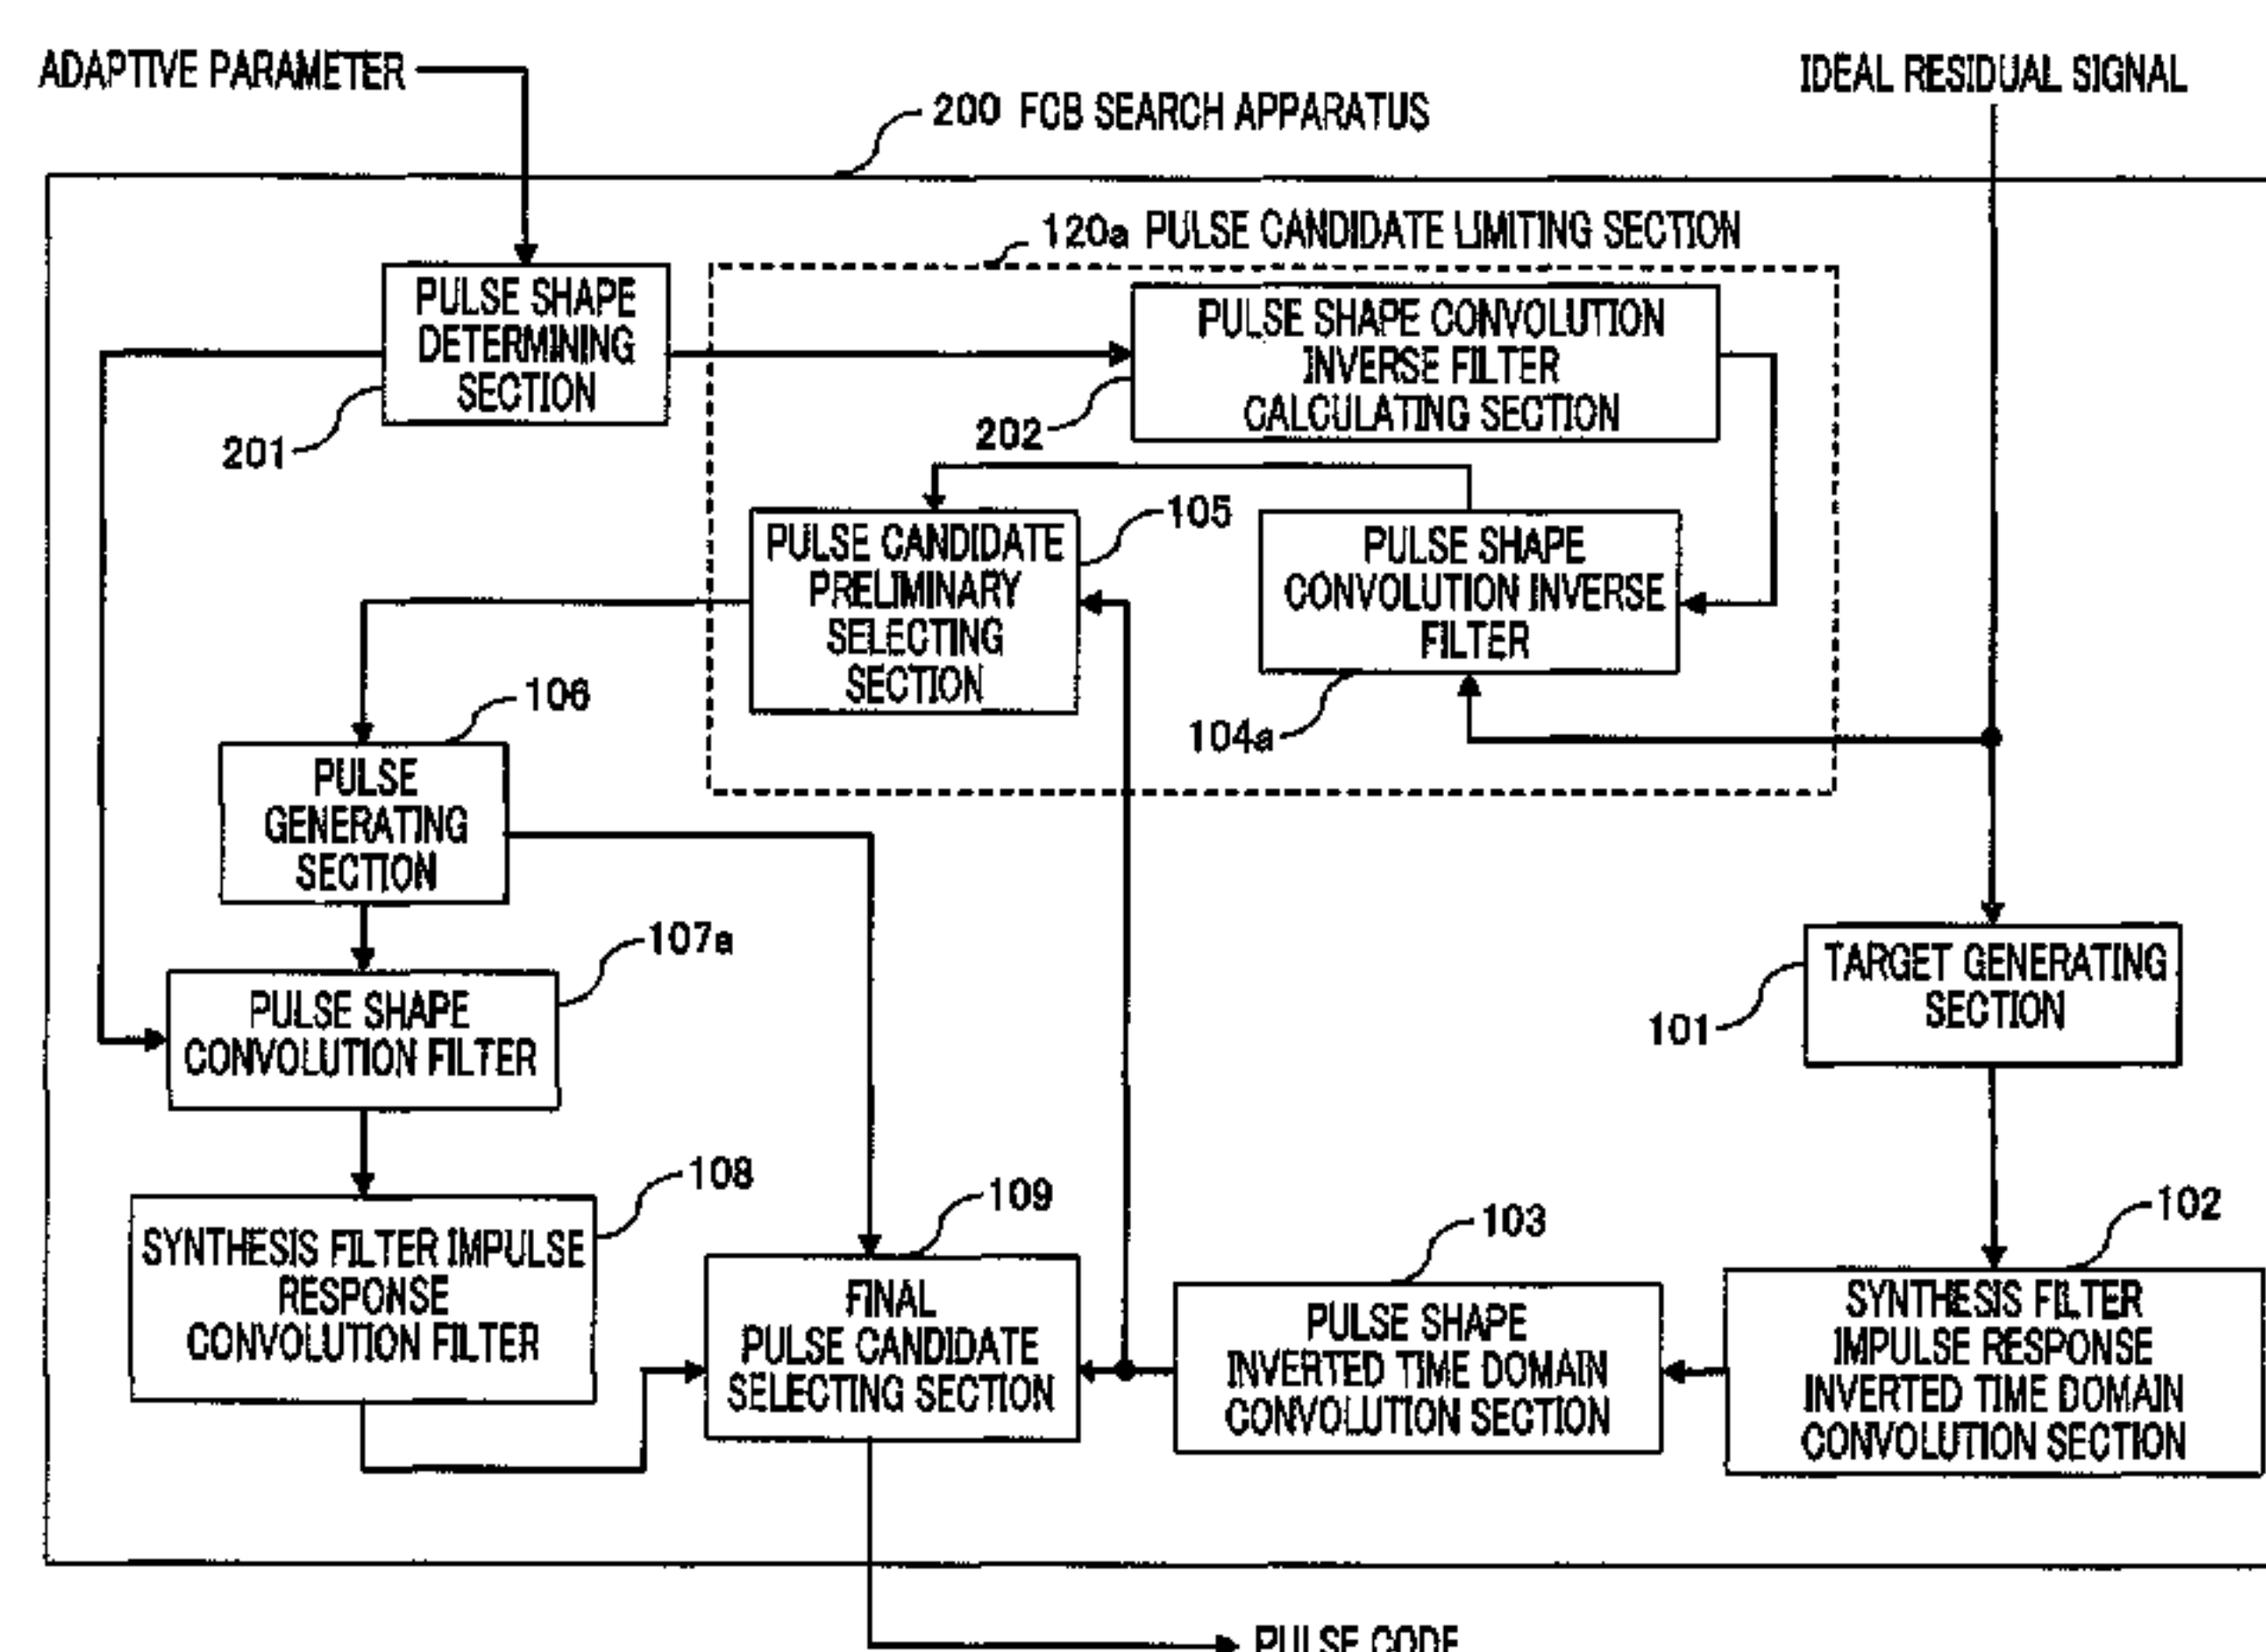 ADAPTIVE PARAMETER
IDEAL RESIDUAL SIGNAL
200 FCB SEARCH APPARATUS
120a PULSE CANDIDATE LIMITING SECTION
PULSE SHAPE
DETERMINING
SECTION
201
PULSE SHAPE CONVOLUTION
INVERSE FILTER
CALCULATING SECTION
202
PULSE CANDIDATE
PRELIMINARY
SELECTING
SECTION
105
PULSE SHAPE
CONVOLUTION INVERSE
FILTER
104a
106
PULSE
GENERATING
SECTION
107a
PULSE SHAPE
CONVOLUTION FILTER
TARGET GENERATING
SECTION
101
108
SYNTHESIS FILTER IMPULSE
RESPONSE
CONVOLUTION FILTER
109
FINAL
PULSE CANDIDATE
SELECTING SECTION
103
PULSE SHAPE
INVERTED TIME DOMAIN
CONVOLUTION SECTION
102
SYNTHESIS FILTER
IMPULSE RESPONSE
INVERTED TIME DOMAIN
CONVOLUTION SECTION
PULSE CODE